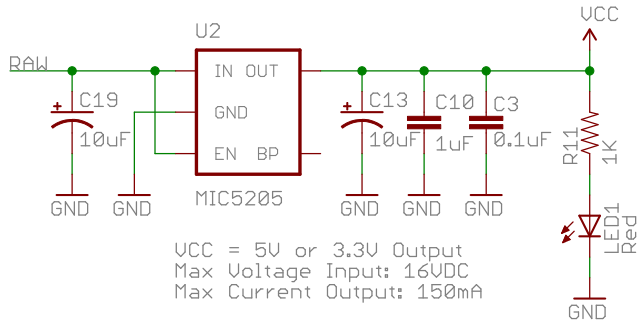 VCC
U2
RAW
IN OUT
GND
EN BP
MIC5205
C19
10uF
C13
10uF
C10
1uF
C3
0.1uF
R11
1K
LED1
Red
GND
GND
GND
GND
GND
GND
VCC = 5V or 3.3V Output
Max Voltage Input: 16VDC
Max Current Output: 150mA